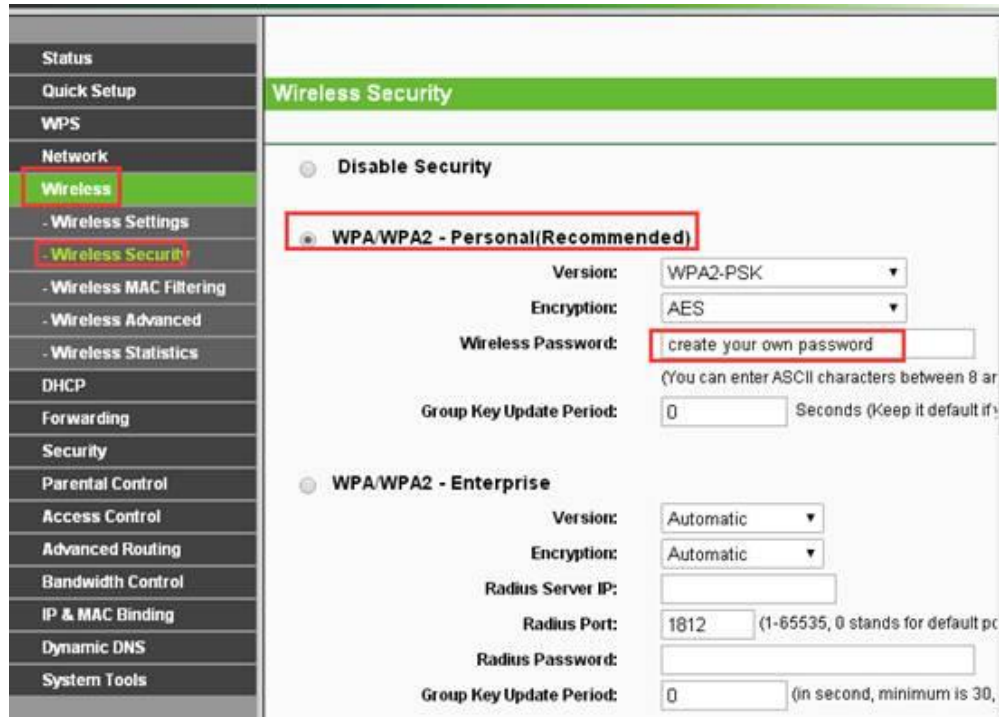 Status
Quick Setup
WPS
Network
Wireless
- Wireless Settings
- Wireless Security
- Wireless MAC Filtering
- Wireless Advanced
- Wireless Statistics
DHCP
Forwarding
Security
Parental Control
Access Control
Advanced Routing
Bandwidth Control
IP & MAC Binding
Dynamic DNS
System Tools
Wireless Security
Disable Security
WPA/WPA2 - Personal(Recommended)
Version: WPA2-PSK
Encryption: AES
Wireless Password: create your own password
(You can enter ASCII characters between 8
Group Key Update Period: 0 Seconds (Keep it default if
WPA/WPA2 - Enterprise
Version: Automatic
Encryption: Automatic
Radius Server IP:
Radius Port: 1812 (1-65535, 0 stands for default
Radius Password:
Group Key Update Period: 0 (in second, minimum is 30,